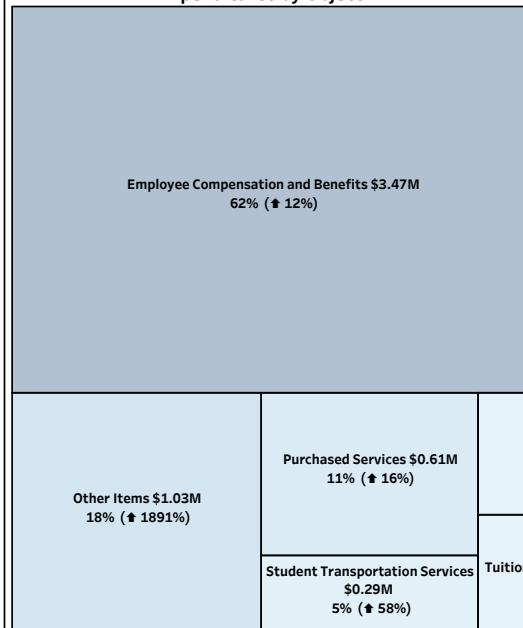 Employee Compensation and Benefits $3.47M
62% (⬆ 12%)
Purchased Services $0.61M
11% (⬆ 16%)
Other Items $1.03M
18% (⬆ 1891%)
Student Transportation Services
$0.29M
5% (⬆ 58%)